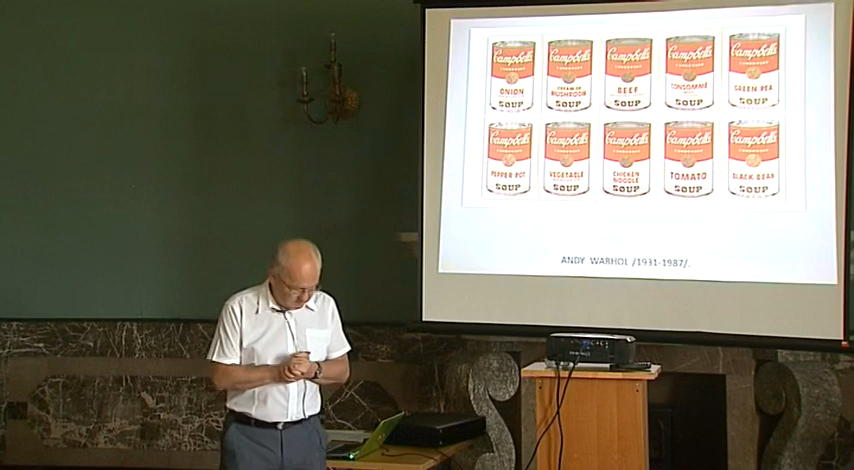 Campbell's Campbell's Campbell's Campbell's Campbell's
ONION CREAM OF MUSHROOM BEEF CONSOMMÉ GREEN PEA
SOUP SOUP SOUP SOUP SOUP
Campbell's Campbell's Campbell's Campbell's Campbell's
PEPPER POT VEGETABLE CHICKEN NOODLE TOMATO BLACK BEAN
SOUP SOUP SOUP SOUP SOUP
ANDY WARHOL /1931-1987/.